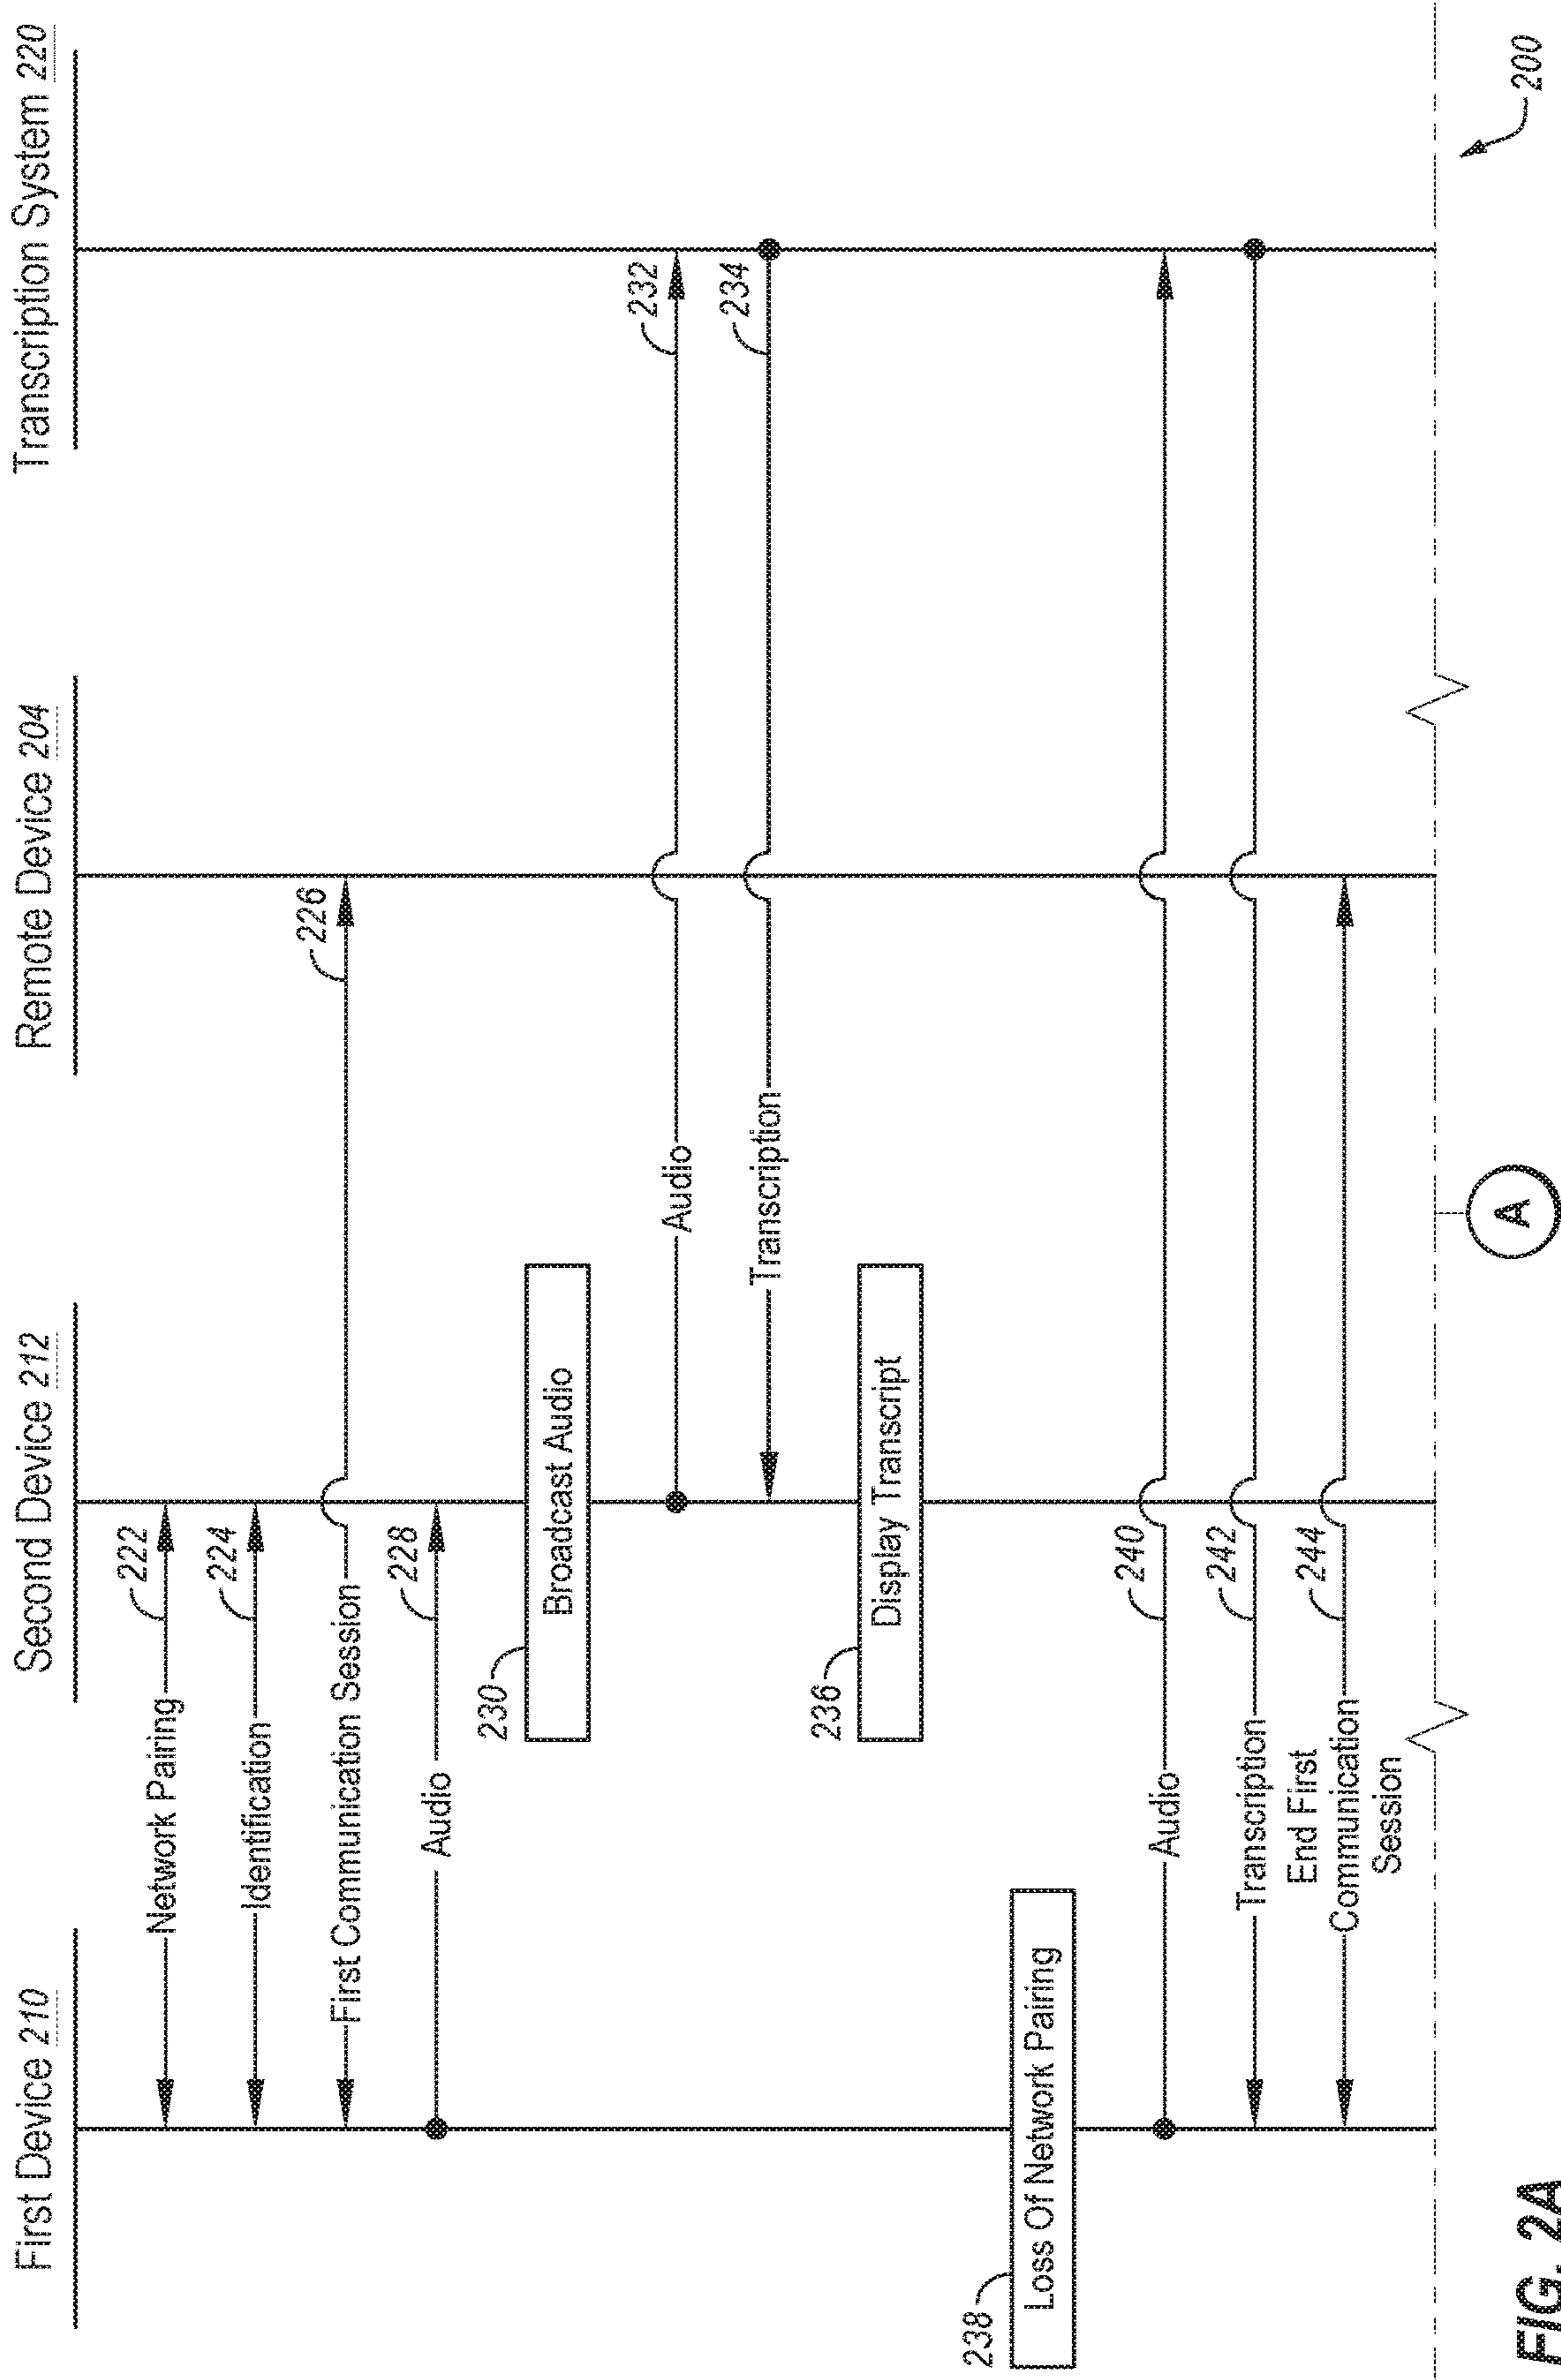 First Device 210
Second Device 212
Remote Device 204
Transcription System 220
Network Pairing
222
Identification
224
First Communication Session
226
Audio
228
230
Broadcast Audio
Audio
232
Transcription
234
236
Display Transcript
238
Loss Of Network Pairing
Audio
240
Transcription
242
End First
Communication
Session
244
A
200
FIG. 2A